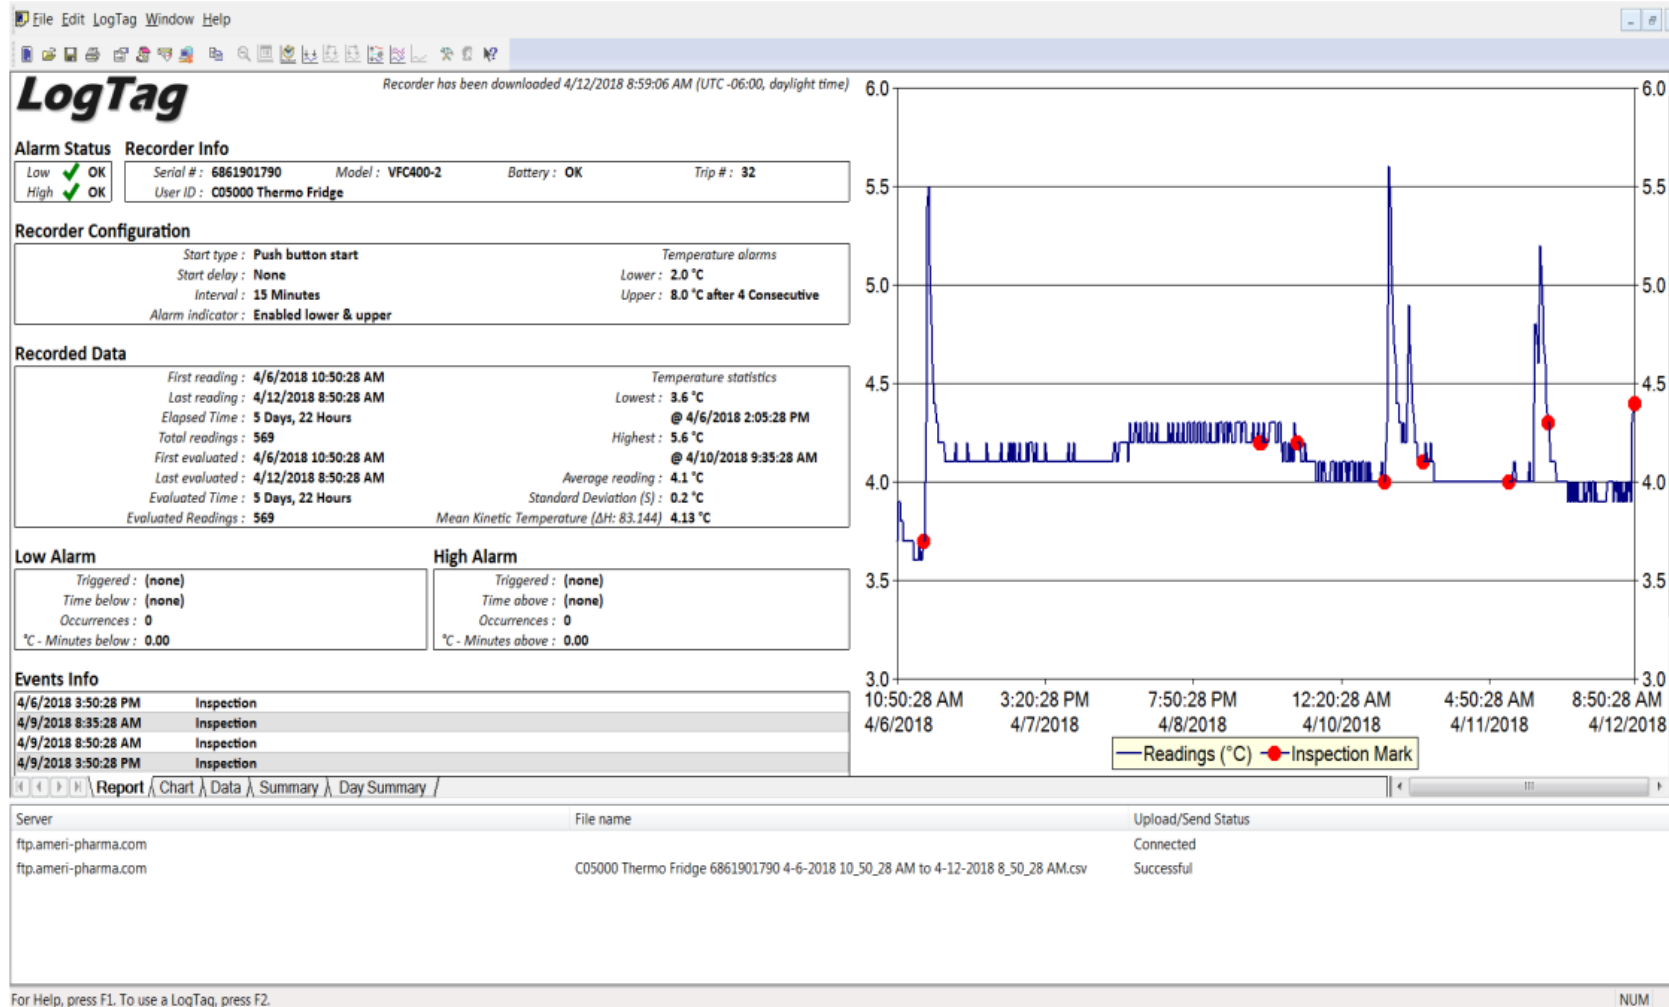 File Edit LogTag Window Help
LogTag
Recorder has been downloaded 4/12/2018 8:59:06 AM (UTC -06:00, daylight time)
Alarm Status Recorder Info
Low OK Serial # : 6861901790 Model : VFC400-2 Battery : OK Trip # : 32
High OK User ID : C05000 Thermo Fridge
Recorder Configuration
Start type : Push button start Temperature alarms
Start delay : None Lower : 2.0 °C
Interval : 15 Minutes Upper : 8.0 °C after 4 Consecutive
Alarm indicator : Enabled lower & upper
Recorded Data
First reading : 4/6/2018 10:50:28 AM Temperature statistics
Last reading : 4/12/2018 8:50:28 AM Lowest : 3.6 °C
Elapsed Time : 5 Days, 22 Hours @ 4/6/2018 2:05:28 PM
Total readings : 569 Highest : 5.6 °C
First evaluated : 4/6/2018 10:50:28 AM @ 4/10/2018 9:35:28 AM
Last evaluated : 4/12/2018 8:50:28 AM Average reading : 4.1 °C
Evaluated Time : 5 Days, 22 Hours Standard Deviation (S) : 0.2 °C
Evaluated Readings : 569 Mean Kinetic Temperature (ΔH: 83.144) 4.13 °C
Low Alarm High Alarm
Triggered : (none) Triggered : (none)
Time below : (none) Time above : (none)
Occurrences : 0 Occurrences : 0
°C - Minutes below : 0.00 °C - Minutes above : 0.00
Events Info
4/6/2018 3:50:28 PM Inspection
4/9/2018 8:35:28 AM Inspection
4/9/2018 8:50:28 AM Inspection
4/9/2018 3:50:28 PM Inspection
6.0 6.0
5.5 5.5
5.0 5.0
4.5 4.5
4.0 4.0
3.5 3.5
3.0 3.0
10:50:28 AM 3:20:28 PM 7:50:28 PM 12:20:28 AM 4:50:28 AM 8:50:28 AM
4/6/2018 4/7/2018 4/8/2018 4/10/2018 4/11/2018 4/12/2018
Readings (°C) Inspection Mark
Report Chart Data Summary Day Summary
Server File name Upload/Send Status
ftp.ameri-pharma.com Connected
ftp.ameri-pharma.com C05000 Thermo Fridge 6861901790 4-6-2018 10_50_28 AM to 4-12-2018 8_50_28 AM.csv Successful
For Help, press F1. To use a LogTag, press F2. NUM